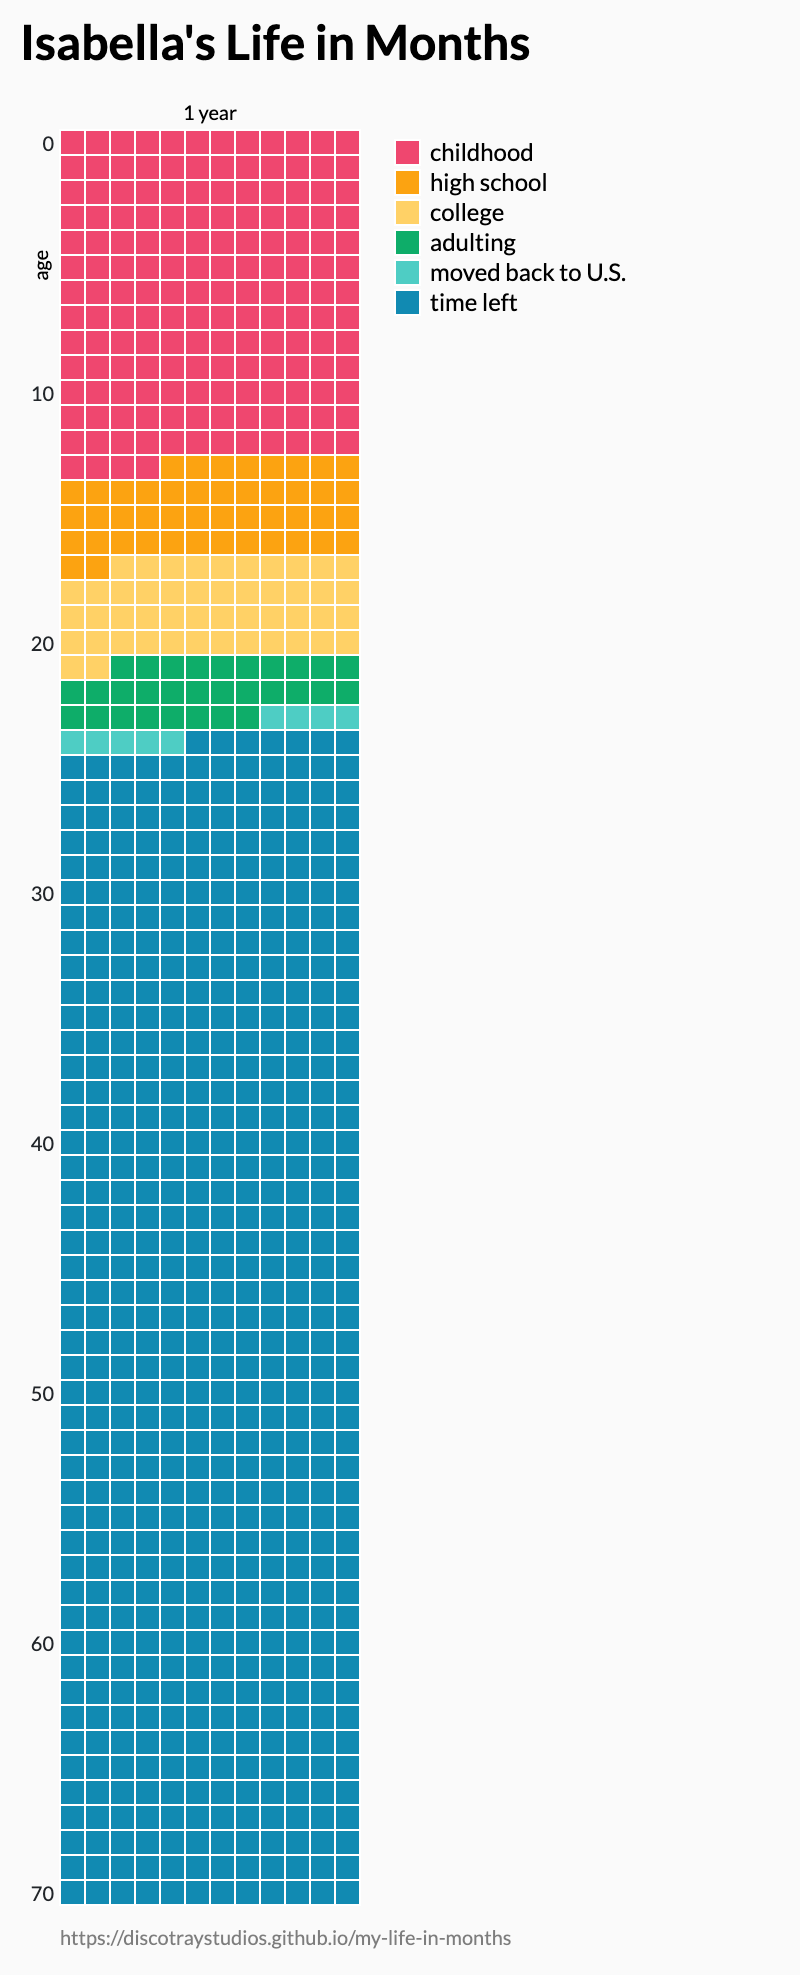 Isabella's Life in Months
1 year
0
age
10
20
30
40
50
60
70
childhood
high school
college
adulting
moved back to U.S.
time left
https://discotraystudios.github.io/my-life-in-months